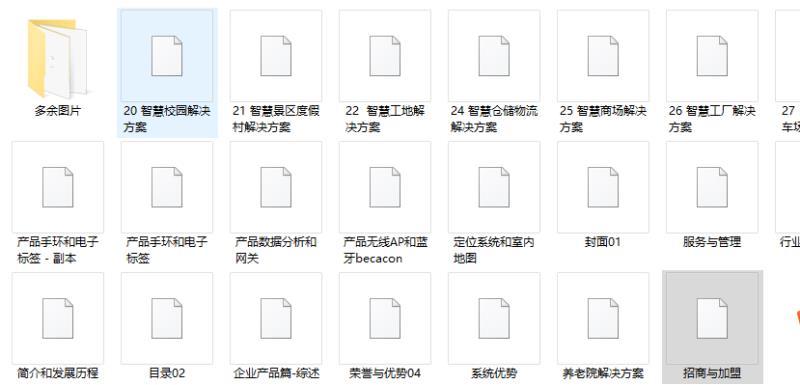 多余图片
20 智慧校园解决
方案
21 智慧景区度假
村解决方案
22  智慧工地解
决方案
24 智慧仓储物流
解决方案
25 智慧商场解决
方案
26 智慧工厂解决
方案
27
车场
产品手环和电子
标签 - 副本
产品手环和电子
标签
产品数据分析和
网关
产品无线AP和蓝
牙becacon
定位系统和室内
地图
封面01
服务与管理
行业
简介和发展历程
目录02
企业产品篇-综述
荣誉与优势04
系统优势
养老院解决方案
招商与加盟